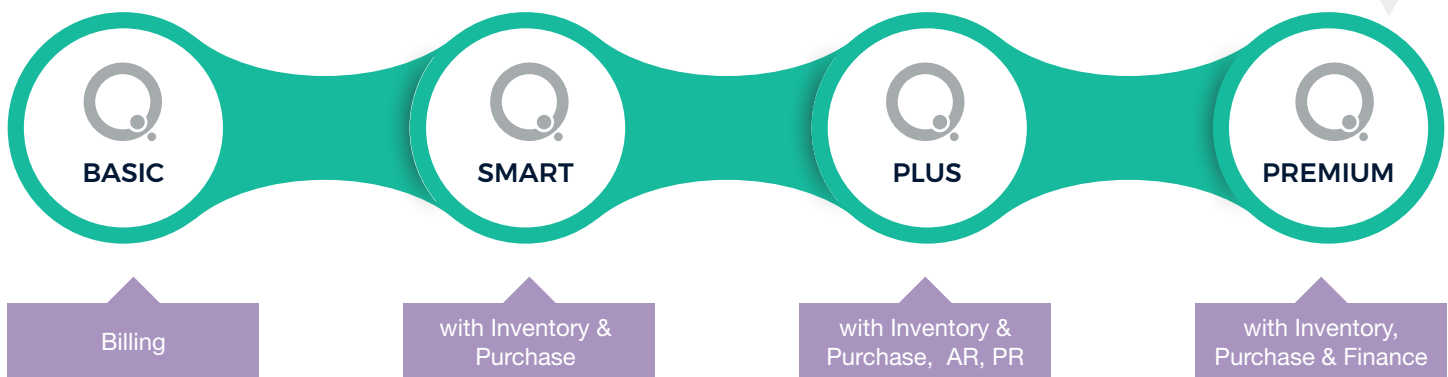 BASIC
SMART
PLUS
PREMIUM
Billing
with Inventory &
Purchase
with Inventory &
Purchase, AR, PR
with Inventory,
Purchase & Finance